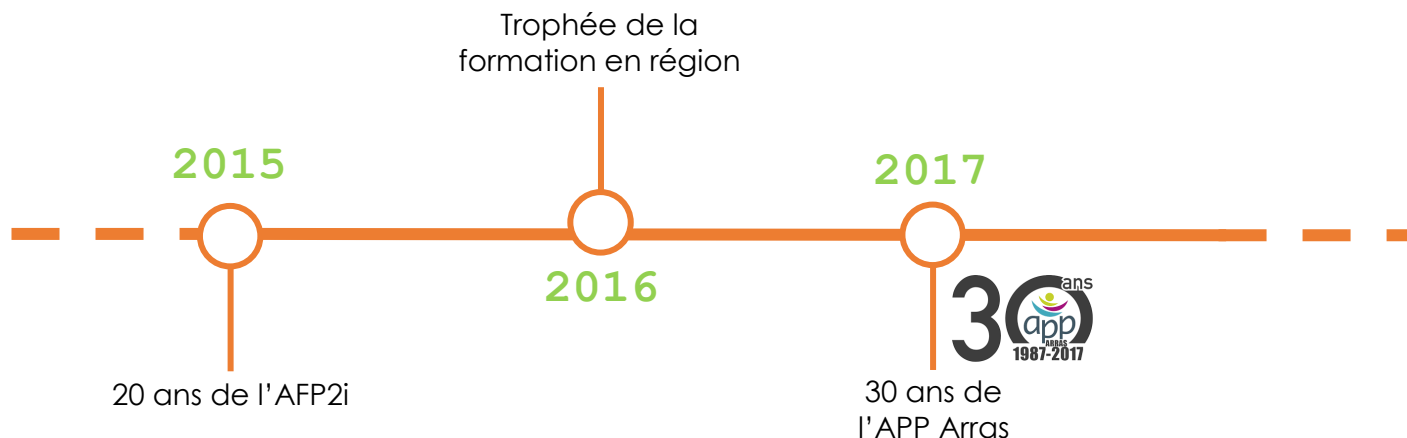 Trophée de la
formation en région
2015
2017
2016
30 ans
app
ARRAS
1987-2017
20 ans de l'AFP2i
30 ans de
l'APP Arras